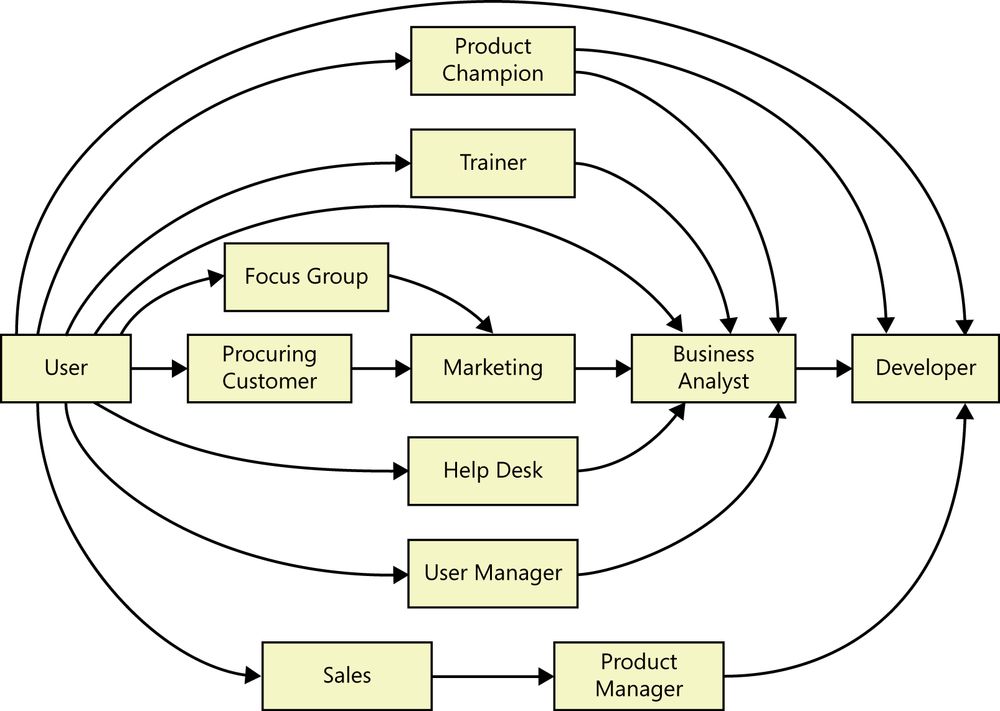 Product
Champion
Trainer
Focus Group
User
Procuring
Customer
Marketing
Business
Analyst
Developer
Help Desk
User Manager
Sales
Product
Manager